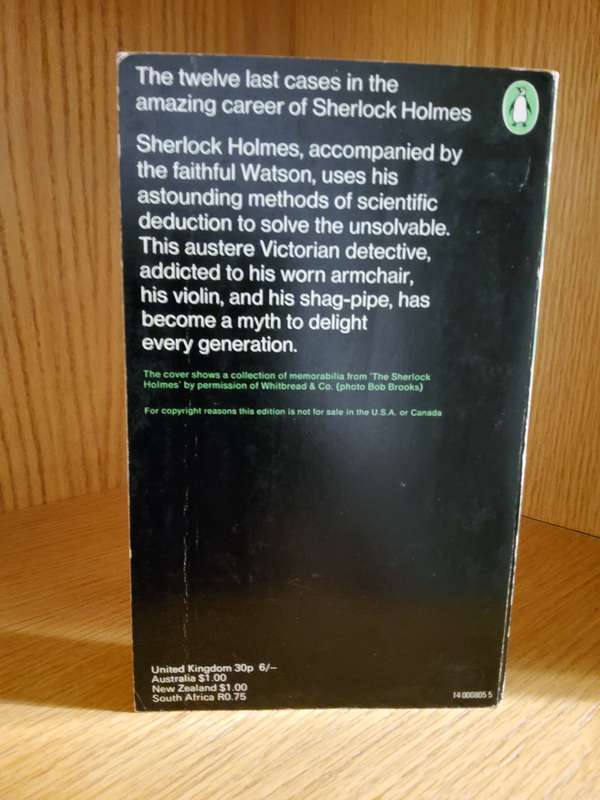 The twelve last cases in the
amazing career of Sherlock Holmes
Sherlock Holmes, accompanied by
the faithful Watson, uses his
astounding methods of scientific
deduction to solve the unsolvable.
This austere Victorian detective,
addicted to his worn armchair,
his violin, and his shag-pipe, has
become a myth to delight
every generation.
The cover shows a collection of memorabilia from 'The Sherlock
Holmes' by permission of Whitbread & Co. (photo Bob Brooks)
For copyright reasons this edition is not for sale in the U.S.A. or Canada
United Kingdom 30p 6/–
Australia $1.00
New Zealand $1.00
South Africa R0.75
14 000805 5